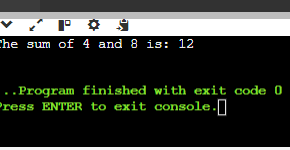 The sum of 4 and 8 is: 12
...Program finished with exit code 0
Press ENTER to exit console.